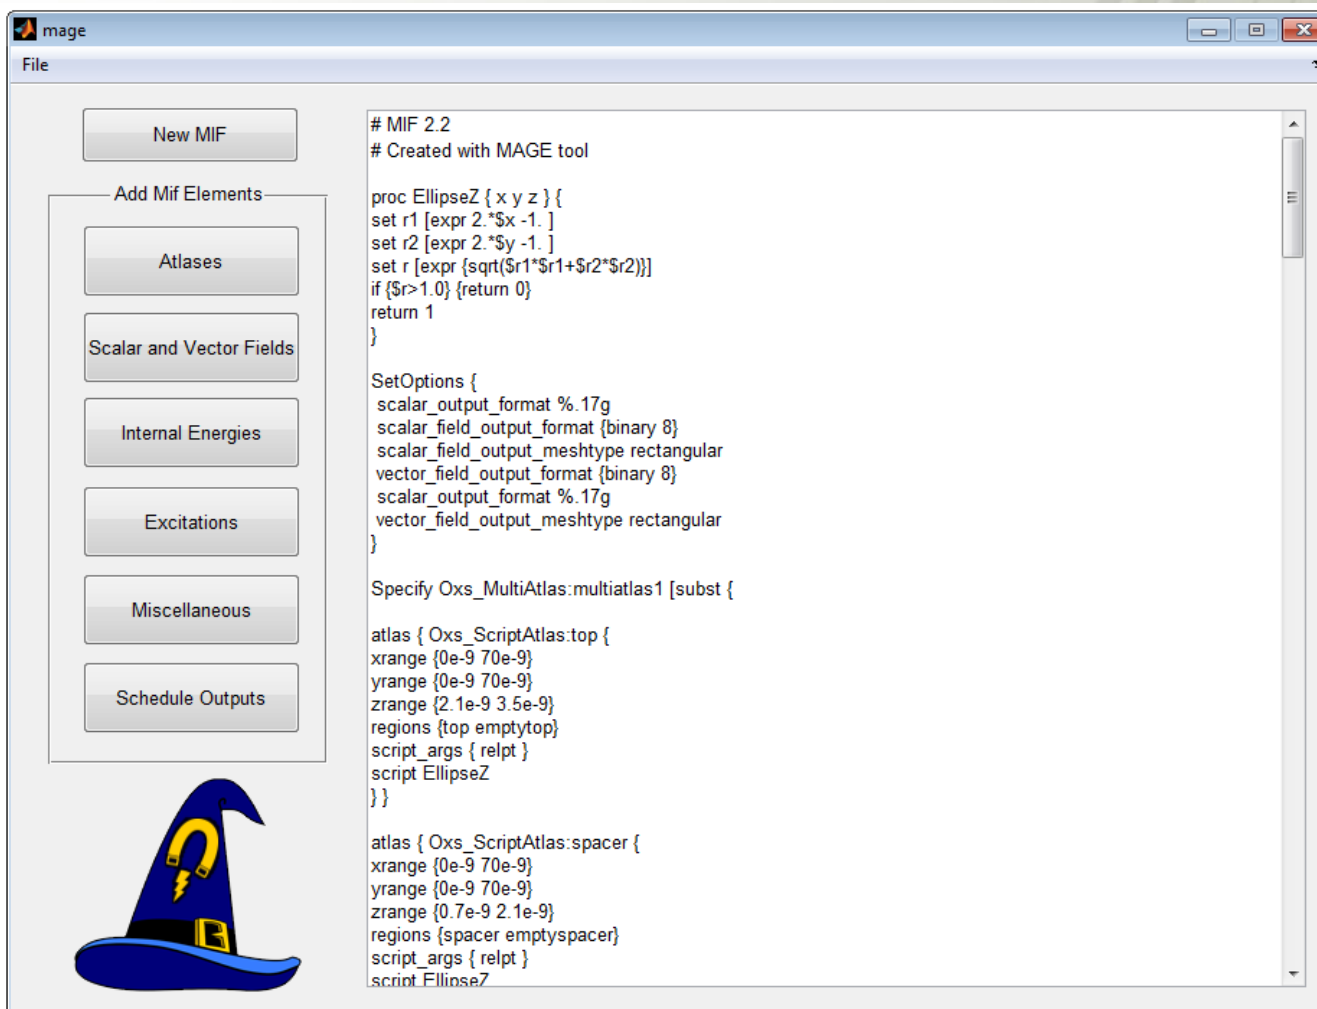 mage
File
New MIF
Add Mif Elements
Atlases
Scalar and Vector Fields
Internal Energies
Excitations
Miscellaneous
Schedule Outputs
# MIF 2.2
# Created with MAGE tool
proc EllipseZ { x y z } {
set r1 [expr 2.*$x -1. ]
set r2 [expr 2.*$y -1. ]
set r [expr {sqrt($r1*$r1+$r2*$r2)}]
if {$r>1.0} {return 0}
return 1
}
SetOptions {
scalar_output_format %.17g
scalar_field_output_format {binary 8}
scalar_field_output_meshtype rectangular
vector_field_output_format {binary 8}
scalar_output_format %.17g
vector_field_output_meshtype rectangular
}
Specify Oxs_MultiAtlas:multiatlas1 [subst {
atlas { Oxs_ScriptAtlas:top {
xrange {0e-9 70e-9}
yrange {0e-9 70e-9}
zrange {2.1e-9 3.5e-9}
regions {top emptytop}
script_args { relpt }
script EllipseZ
} }
atlas { Oxs_ScriptAtlas:spacer {
xrange {0e-9 70e-9}
yrange {0e-9 70e-9}
zrange {0.7e-9 2.1e-9}
regions {spacer emptyspacer}
script_args { relpt }
script EllipseZ